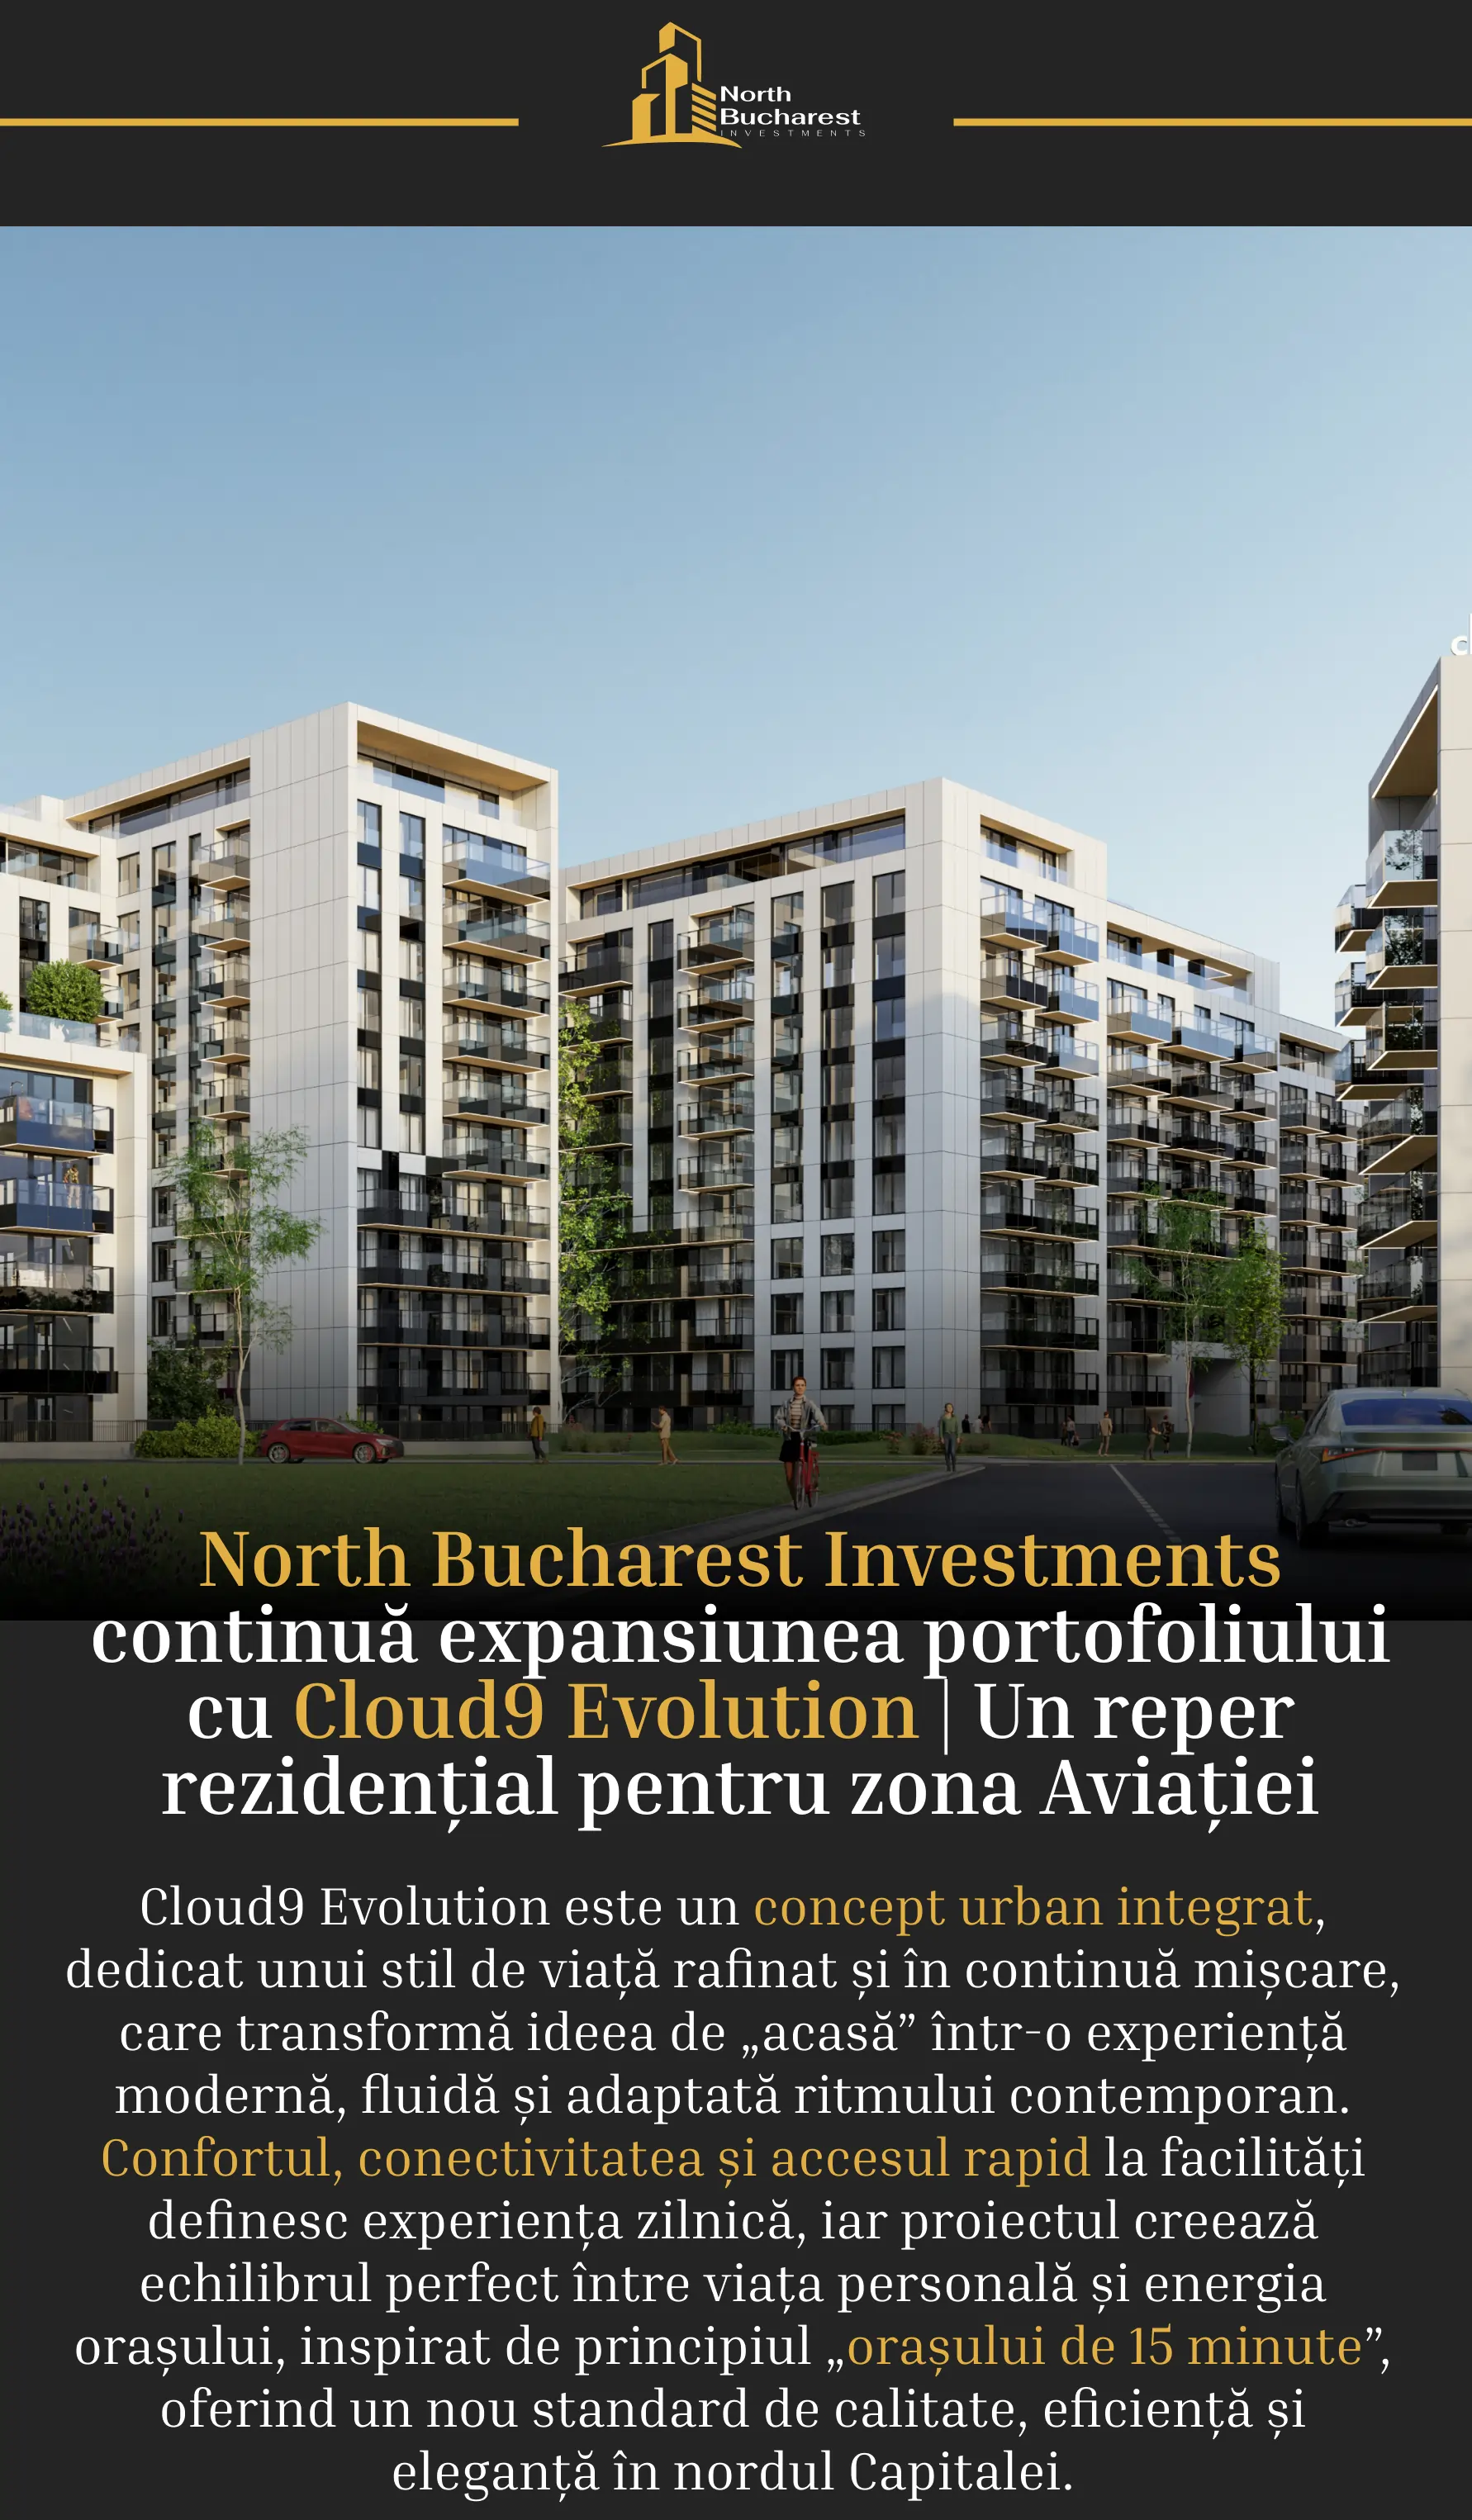 North
Bucharest
INVESTMENTS
North Bucharest Investments
continuă expansiunea portofoliului
cu Cloud9 Evolution | Un reper
rezidențial pentru zona Aviației
Cloud9 Evolution este un concept urban integrat,
dedicat unui stil de viață rafinat și în continuă mișcare,
care transformă ideea de „acasă” într-o experiență
modernă, fluidă și adaptată ritmului contemporan.
Confortul, conectivitatea și accesul rapid la facilități
definesc experiența zilnică, iar proiectul creează
echilibrul perfect între viața personală și energia
orașului, inspirat de principiul „orașului de 15 minute”,
oferind un nou standard de calitate, eficiență și
eleganță în nordul Capitalei.